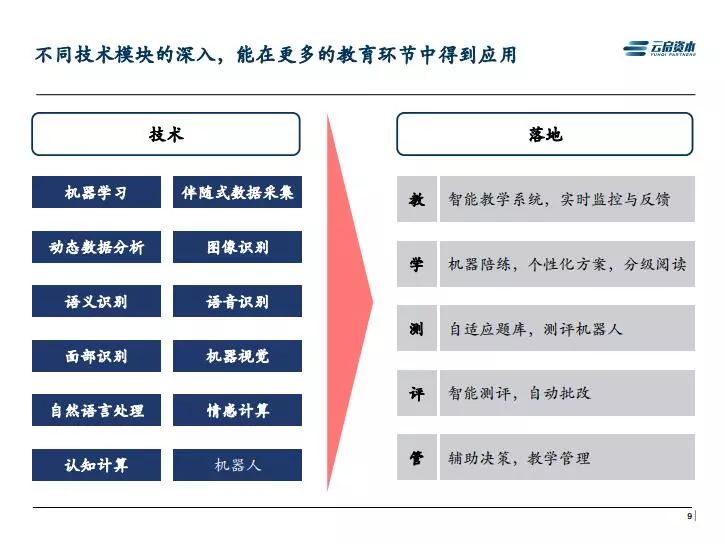 不同技术模块的深入，能在更多的教育环节中得到应用
云启资本
YUNQI PARTNERS
技术
落地
机器学习
伴随式数据采集
动态数据分析
图像识别
语义识别
语音识别
面部识别
机器视觉
自然语言处理
情感计算
认知计算
机器人
教
智能教学系统，实时监控与反馈
学
机器陪练，个性化方案，分级阅读
测
自适应题库，测评机器人
评
智能测评，自动批改
管
辅助决策，教学管理
9